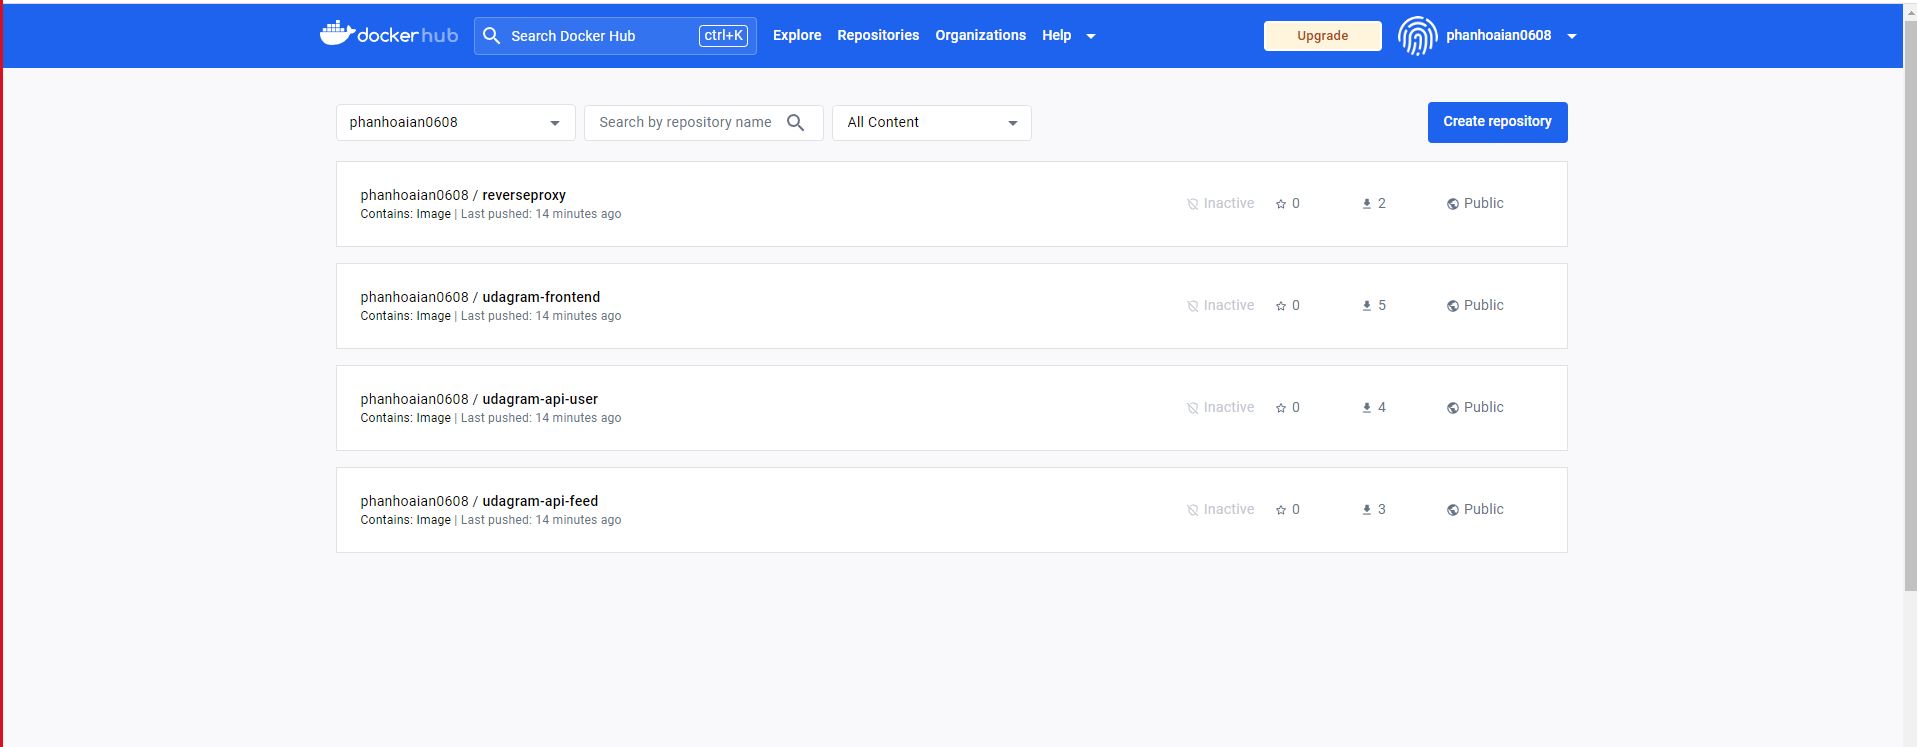 dockerhub Search Docker Hub ctrl+K Explore Repositories Organizations Help Upgrade phanhoaian0608
phanhoaian0608 Search by repository name All Content Create repository
phanhoaian0608 / reverseproxy
Contains: Image | Last pushed: 14 minutes ago
Inactive 0 2 Public
phanhoaian0608 / udagram-frontend
Contains: Image | Last pushed: 14 minutes ago
Inactive 0 5 Public
phanhoaian0608 / udagram-api-user
Contains: Image | Last pushed: 14 minutes ago
Inactive 0 4 Public
phanhoaian0608 / udagram-api-feed
Contains: Image | Last pushed: 14 minutes ago
Inactive 0 3 Public